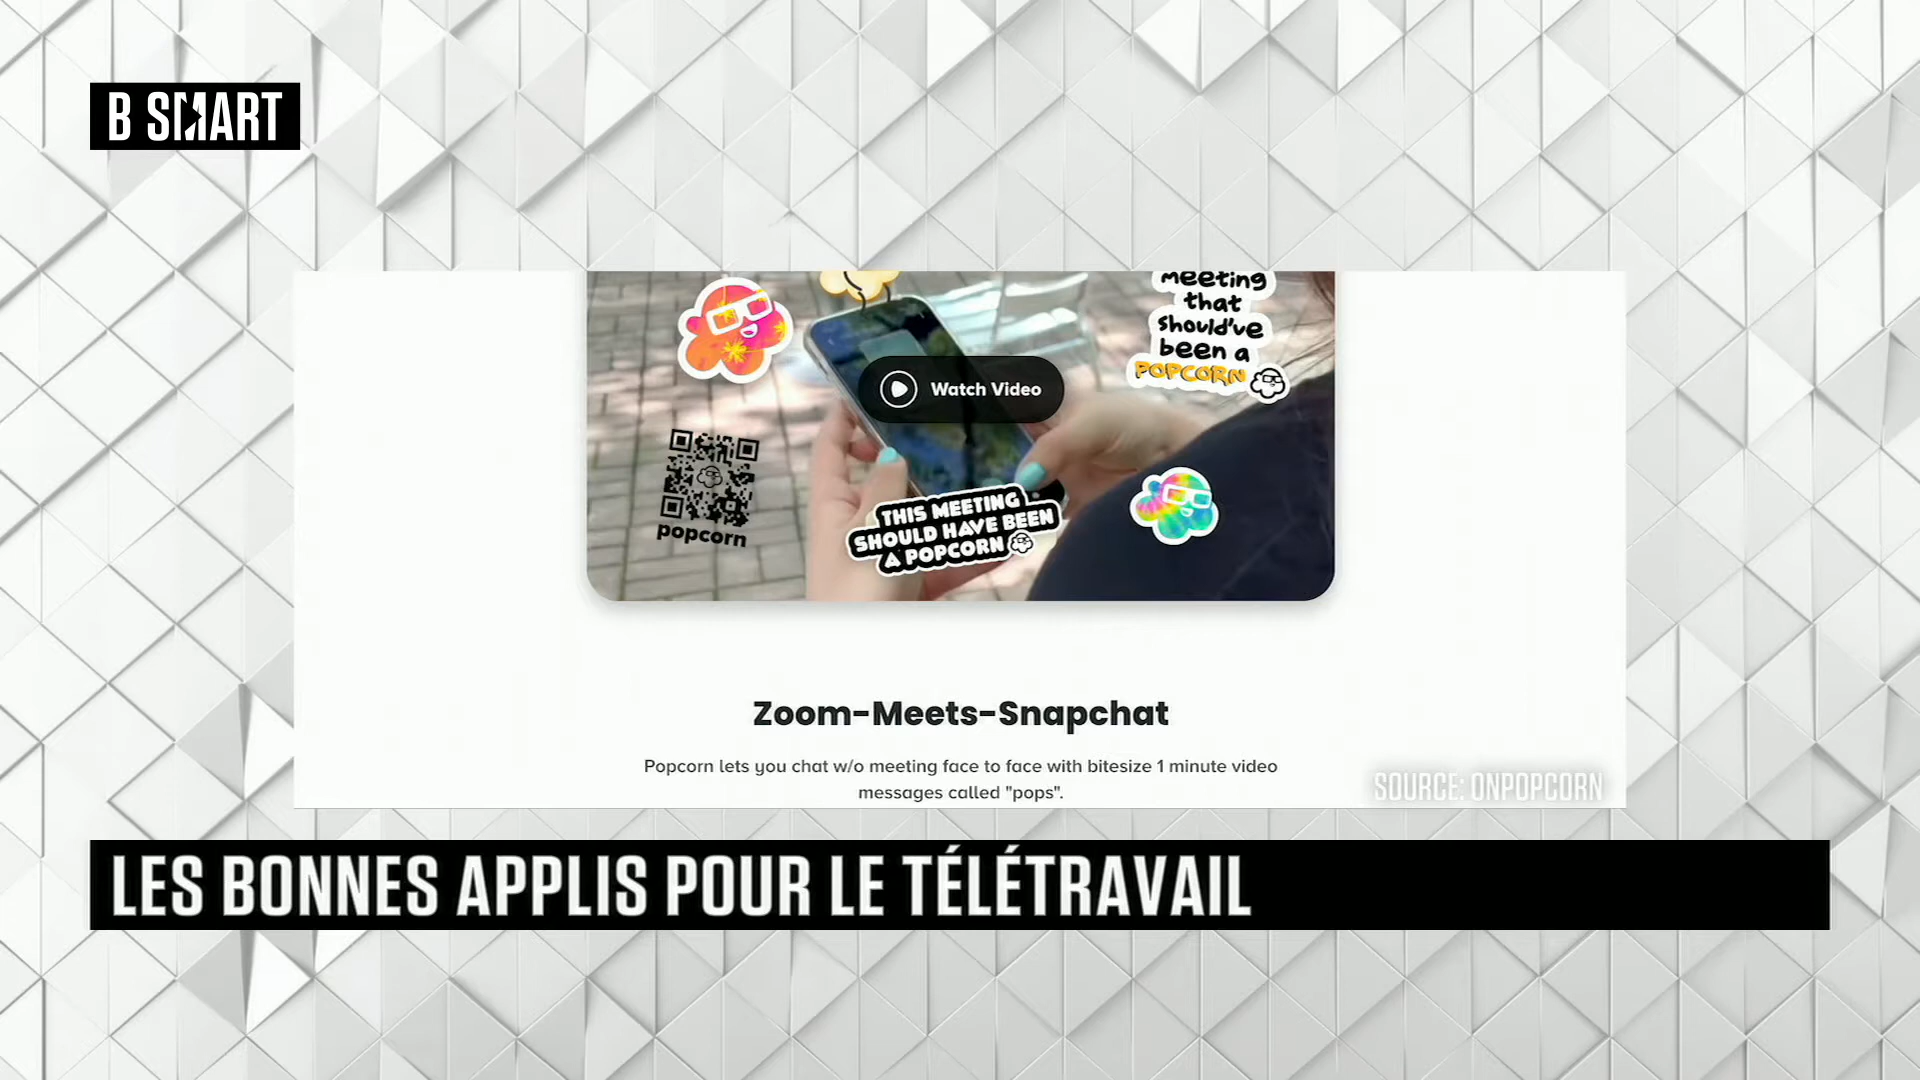 B SMART
meeting
that
should've
been a
POPCORN
Watch Video
popcorn
THIS MEETING
SHOULD HAVE BEEN
A POPCORN
Zoom-Meets-Snapchat
Popcorn lets you chat w/o meeting face to face with bitesize 1 minute video
messages called "pops".
SOURCE: ONPOPCORN
LES BONNES APPLIS POUR LE TÉLÉTRAVAIL